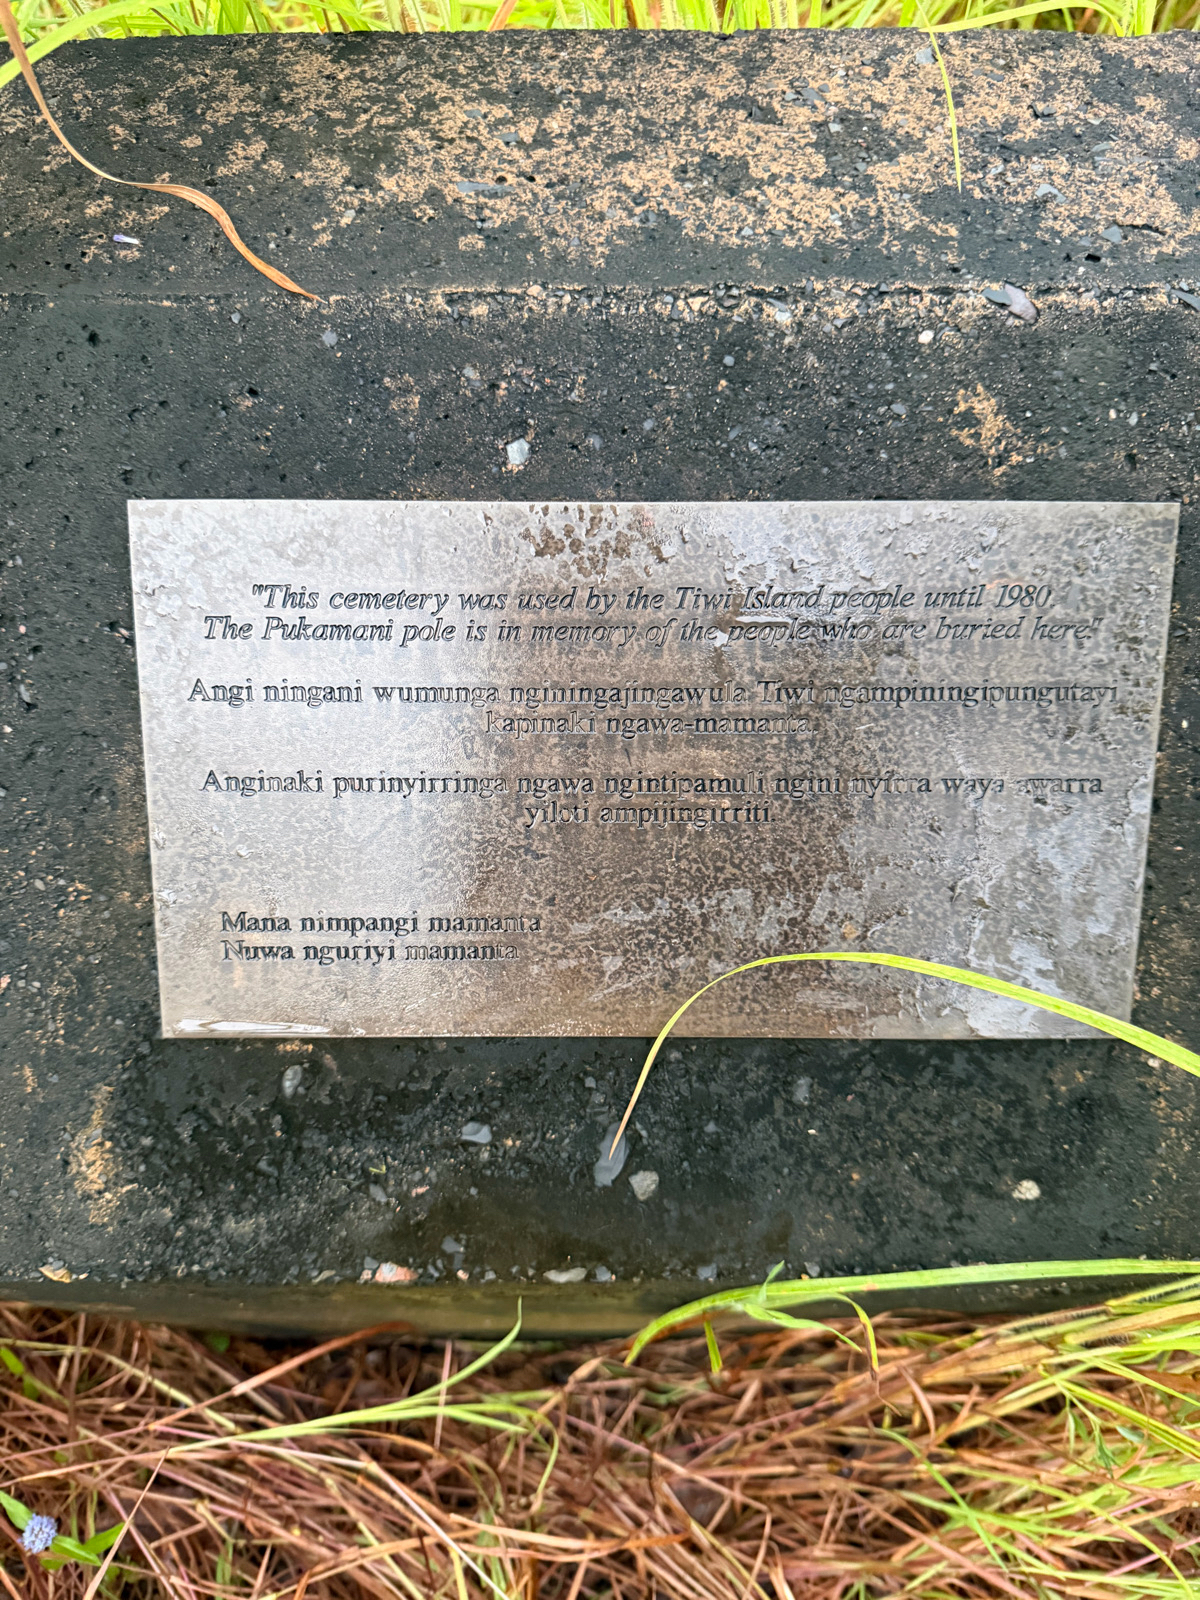 "This cemetery was used by the Tiwi Island people until 1980.
The Pukamani pole is in memory of the people who are buried here."
Angi ningani wumunga nginingajingawula Tiwi ngampiningipungutayi
kapinaki ngawa-mamanta.
Anginaki purinyirringa ngawa ngintipamuli ngini nyirra waya awarra
yiloti ampijingirriti.
Mana nimpangi mamanta
Nuwa nguriyi mamanta